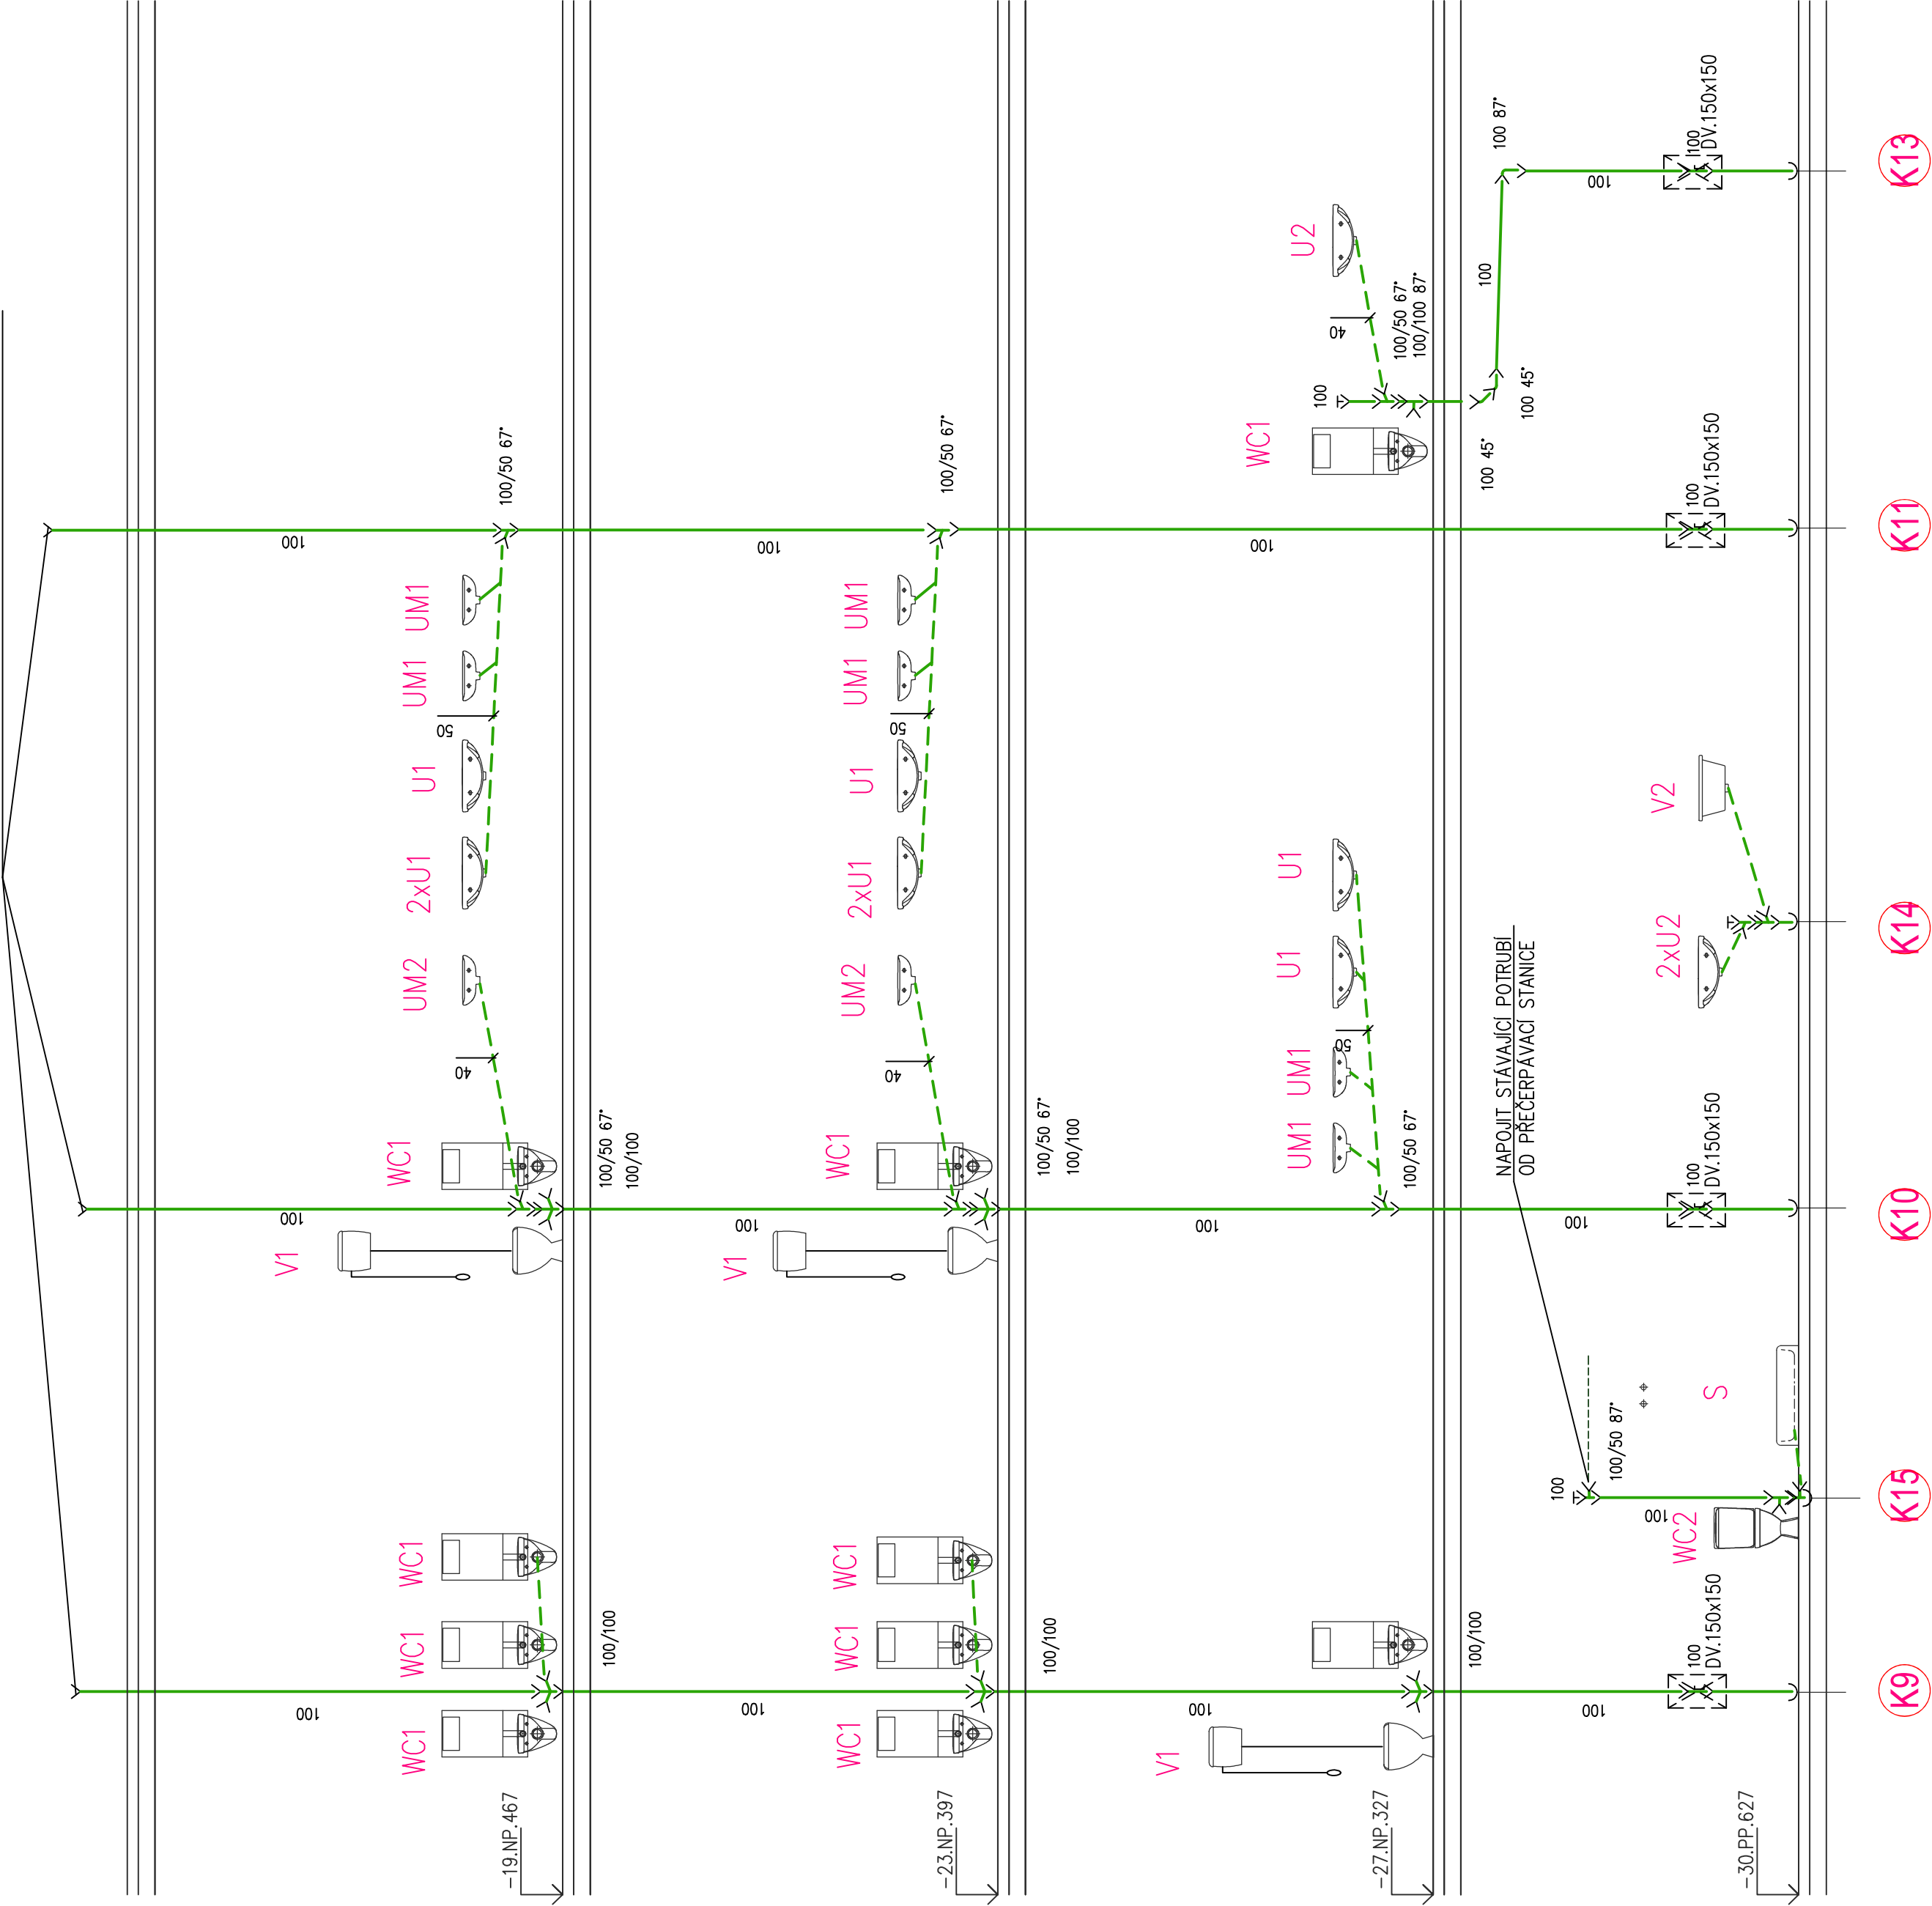 100
100/50 67°
100
100/50 67°
100
UM1
UM1
50
U1
2xU1
UM2
40
WC1
100/50 67°
100/100
100
V1
WC1
WC1
WC1
100/100
100
-19.NP.467
UM1
UM1
50
U1
2xU1
UM2
40
WC1
100/50 67°
100/100
100
V1
WC1
WC1
WC1
100/100
100
-23.NP.397
U2
40
100
100/50 67°
100/100 87°
WC1
100 45°
100 45°
100
100 87°
100
U1
U1
50
UM1
UM1
100/50 67°
100
V1
100/100
100
-27.NP.327
100
DV.150x150
100
DV.150x150
V2
2xU2
NAPOJIT STÁVAJÍCÍ POTRUBÍ
OD PŘEČERPÁVACÍ STANICE
100
100
DV.150x150
S
100
100/50 87°
100
WC2
100
100
DV.150x150
-30.PP.627
K13
K11
K14
K10
K15
K9